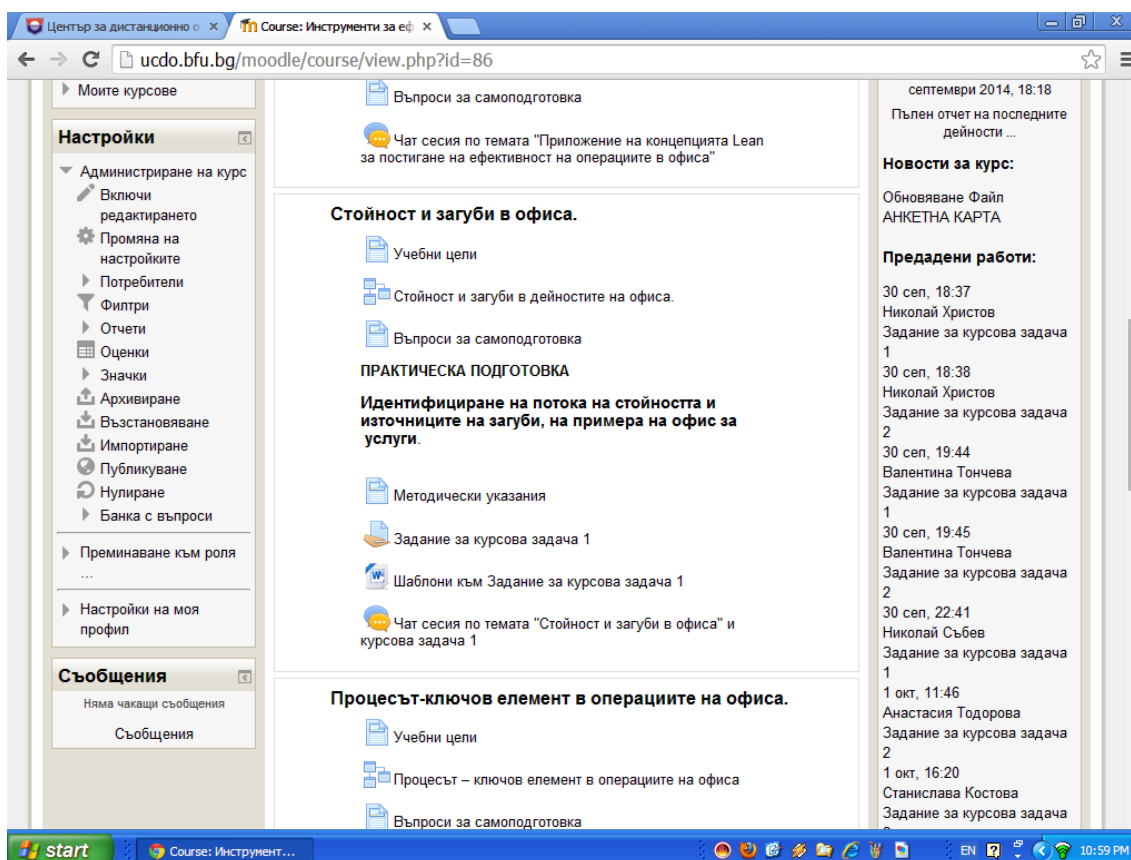 Център за дистанционно о
Course: Инструменти за еф
ucdo.bfu.bg/moodle/course/view.php?id=86
Моите курсове
Настройки
Администриране на курс
Включи
редактирането
Промяна на
настройките
Потребители
Филтри
Отчети
Оценки
Значки
Архивиране
Възстановяване
Импортиране
Публикуване
Нулиране
Банка с въпроси
Преминаване към роля
...
Настройки на моя
профил
Съобщения
Няма чакащи съобщения
Съобщения
Въпроси за самоподготовка
Чат сесия по темата "Приложение на концепцията Lean
за постигане на ефективност на операциите в офиса"
Стойност и загуби в офиса.
Учебни цели
Стойност и загуби в дейностите на офиса.
Въпроси за самоподготовка
ПРАКТИЧЕСКА ПОДГОТОВКА
Идентифициране на потока на стойността и
източниците на загуби, на примера на офис за
услуги.
Методически указания
Задание за курсова задача 1
Шаблони към Задание за курсова задача 1
Чат сесия по темата "Стойност и загуби в офиса" и
курсова задача 1
Процесът-ключов елемент в операциите на офиса.
Учебни цели
Процесът – ключов елемент в операциите на офиса
Въпроси за самоподготовка
септември 2014, 18:18
Пълен отчет на последните
дейности ...
Новости за курс:
Обновяване Файл
АНКЕТНА КАРТА
Предадени работи:
30 сеп, 18:37
Николай Христов
Задание за курсова задача
1
30 сеп, 18:38
Николай Христов
Задание за курсова задача
2
30 сеп, 19:44
Валентина Тончева
Задание за курсова задача
1
30 сеп, 19:45
Валентина Тончева
Задание за курсова задача
2
30 сеп, 22:41
Николай Събев
Задание за курсова задача
1
1 окт, 11:46
Анастасия Тодорова
Задание за курсова задача
2
1 окт, 16:20
Станислава Костова
Задание за курсова задача
start
Course: Инструмент...
EN
10:59 PM